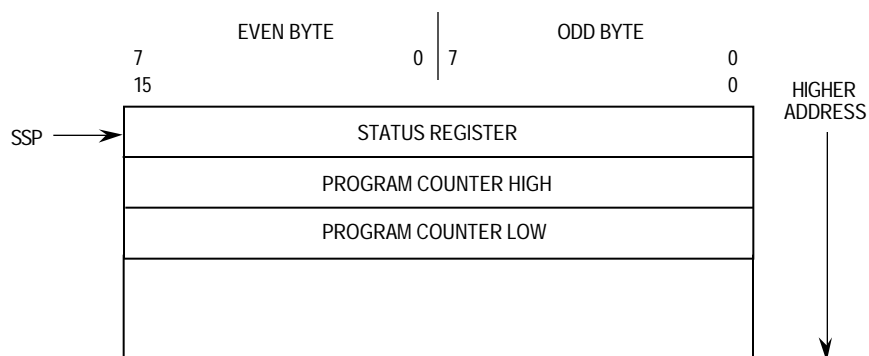 EVEN BYTE ODD BYTE
7 0 7 0
15 0
HIGHER
ADDRESS
SSP STATUS REGISTER
PROGRAM COUNTER HIGH
PROGRAM COUNTER LOW